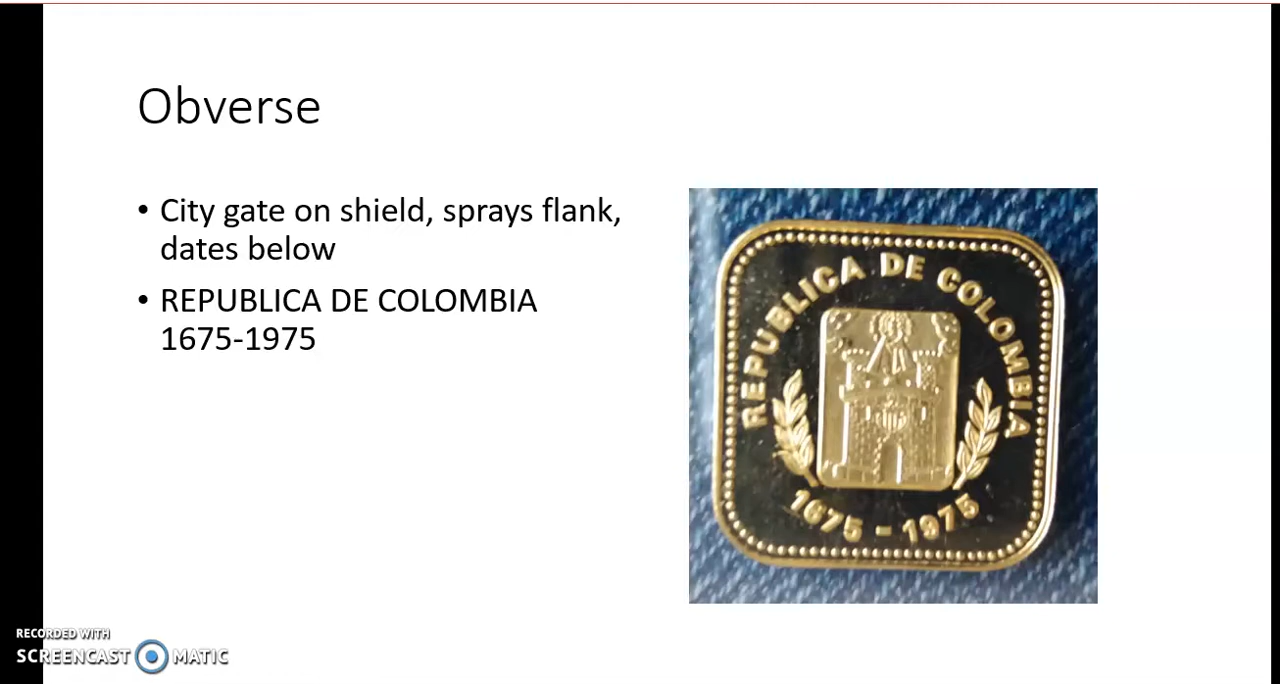 Obverse
• City gate on shield, sprays flank,
dates below
• REPUBLICA DE COLOMBIA
1675-1975
REPUBLICA DE COLOMBIA
1675 - 1975
RECORDED WITH
SCREENCAST MATIC